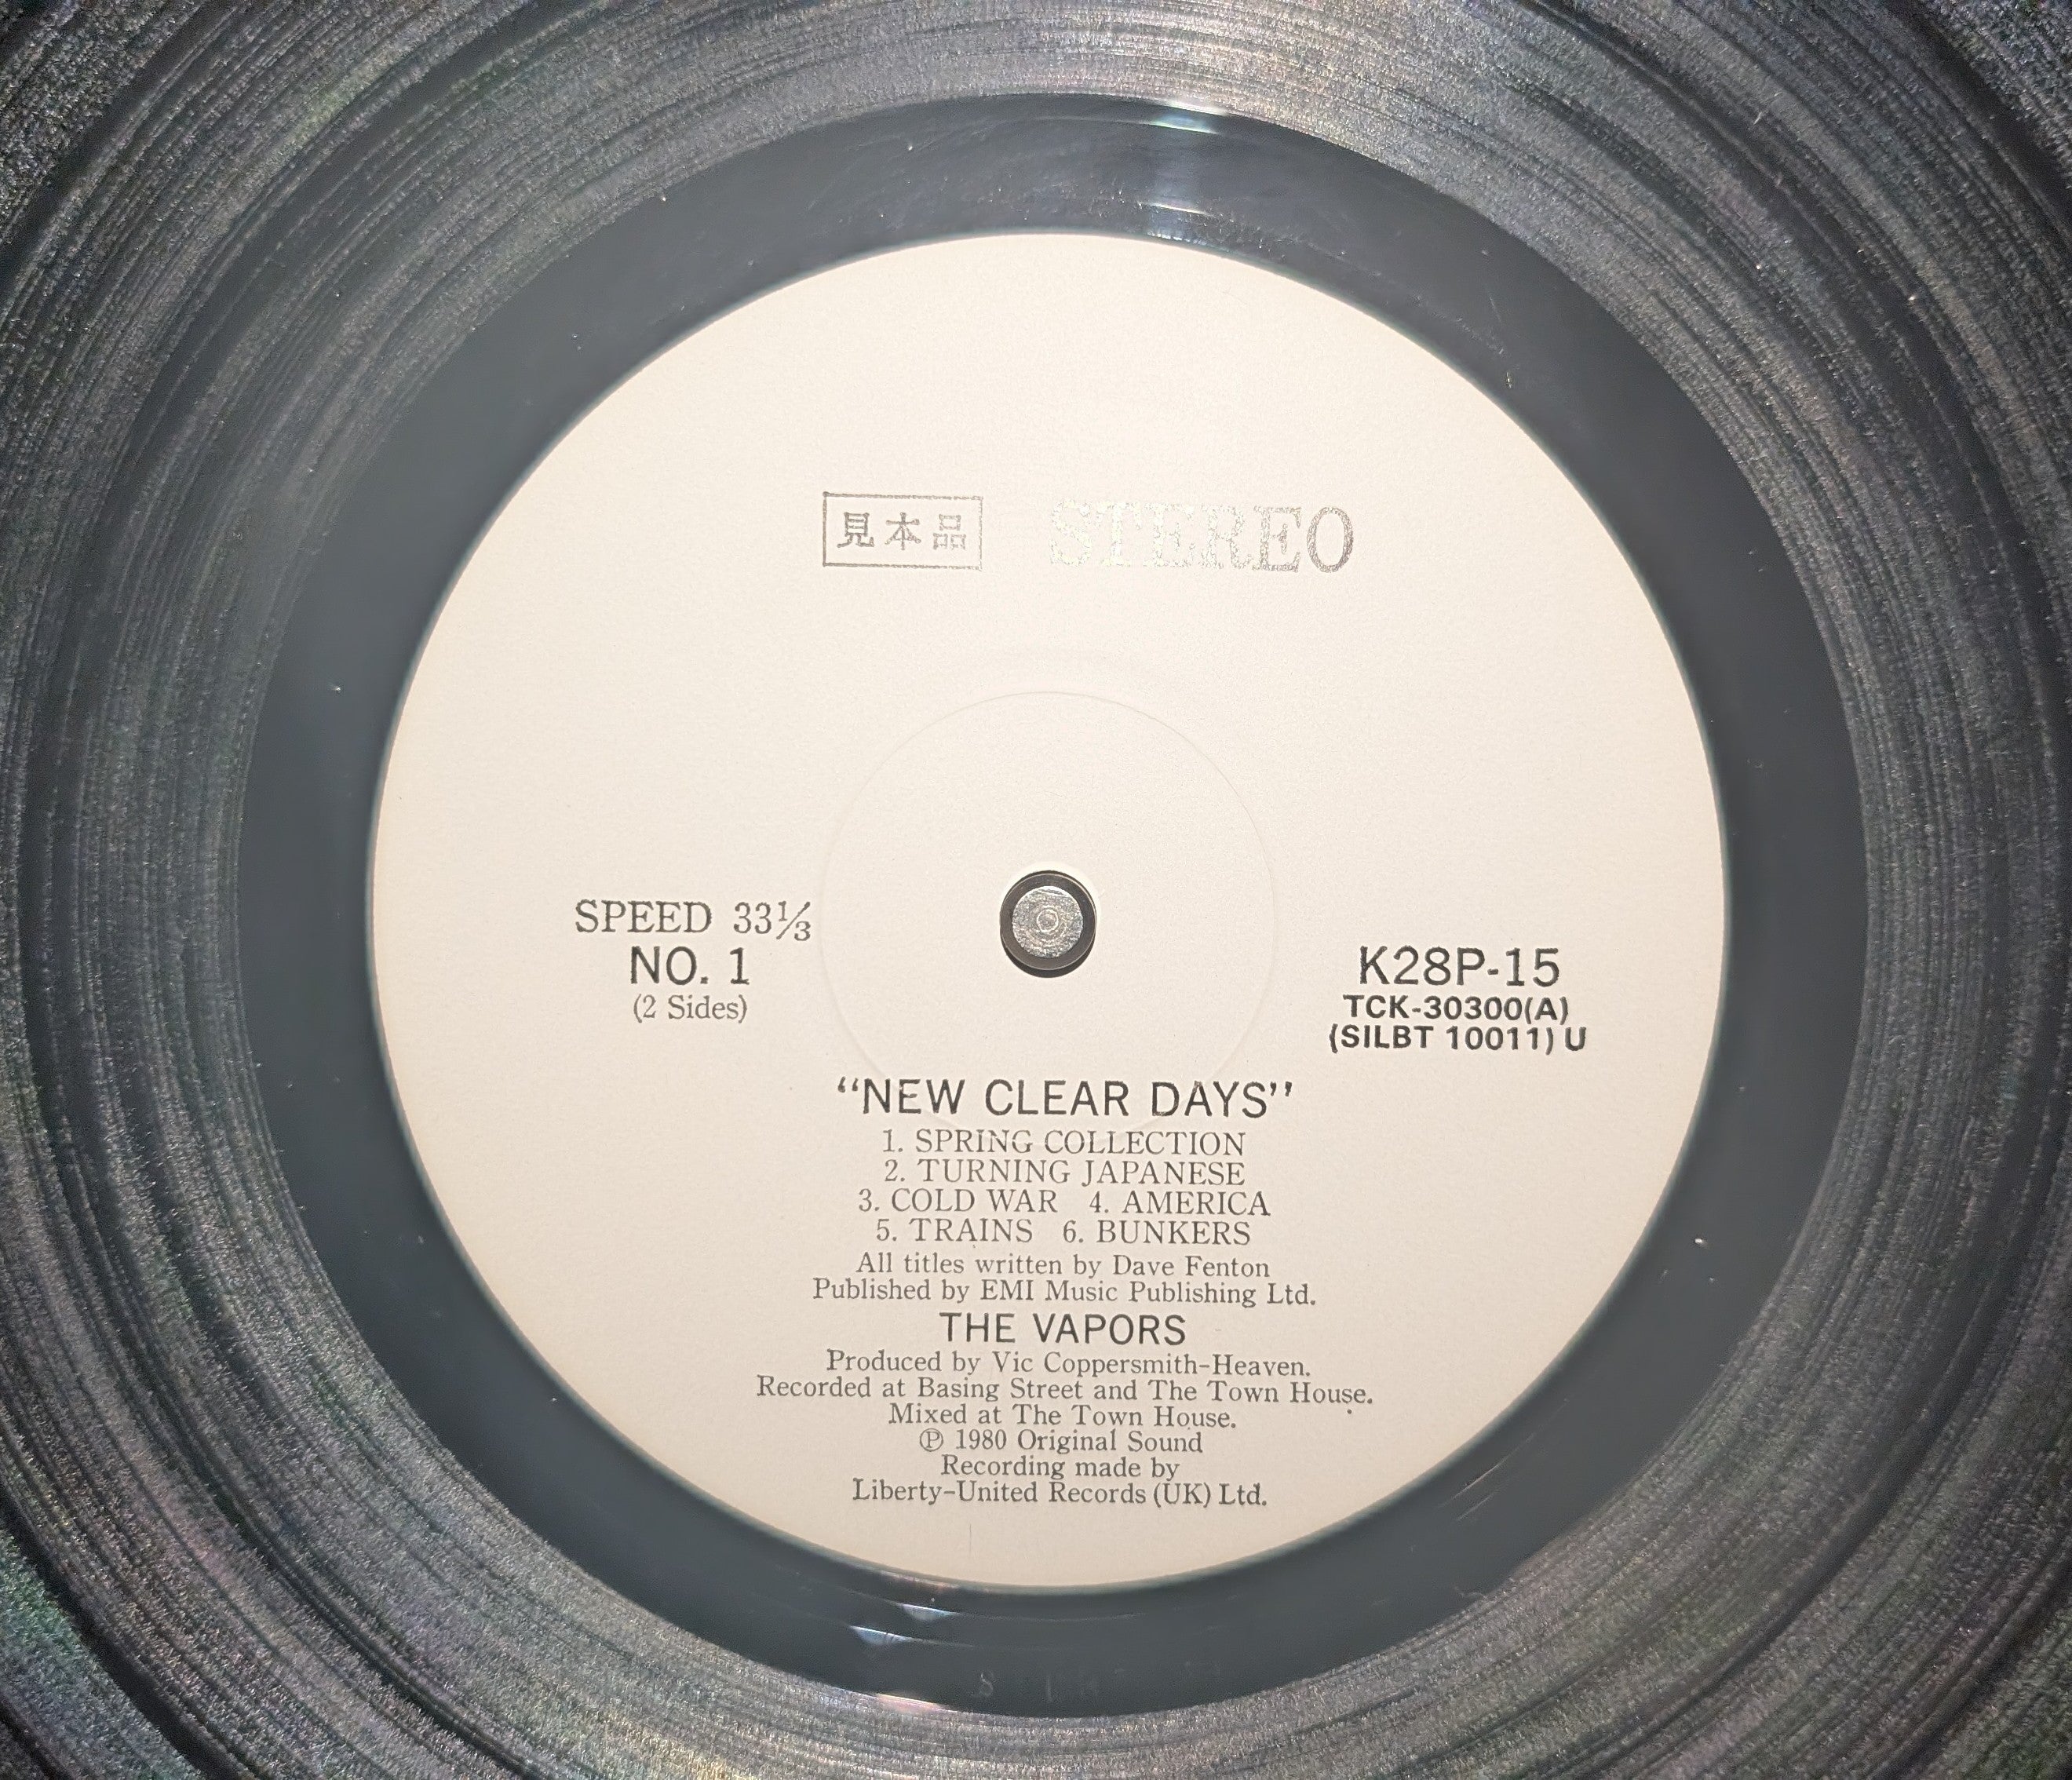 見本品 STEREO
SPEED 33⅓
NO. 1
(2 Sides)
K28P-15
TCK-30300(A)
(SILBT 10011) U
“NEW CLEAR DAYS”
1. SPRING COLLECTION
2. TURNING JAPANESE
3. COLD WAR 4. AMERICA
5. TRAINS 6. BUNKERS
All titles written by Dave Fenton
Published by EMI Music Publishing Ltd.
THE VAPORS
Produced by Vic Coppersmith-Heaven.
Recorded at Basing Street and The Town House.
Mixed at The Town House.
Ⓟ 1980 Original Sound
Recording made by
Liberty-United Records (UK) Ltd.